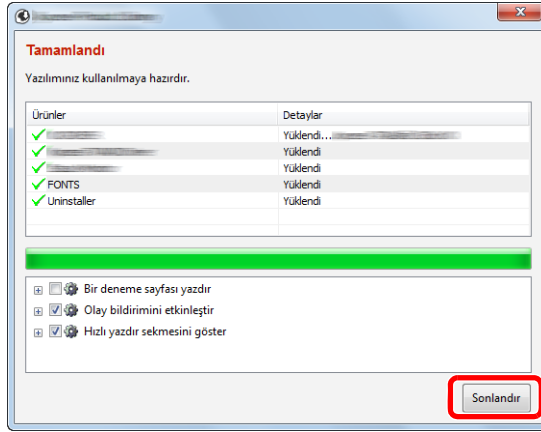 Tamamlandı
Yazılımınız kullanılmaya hazırdır.
Ürünler Detaylar
Yüklendi...
Yüklendi
Yüklendi
FONTS Yüklendi
Uninstaller Yüklendi
Bir deneme sayfası yazdır
Olay bildirimini etkinleştir
Hızlı yazdır sekmesini göster
Sonlandır